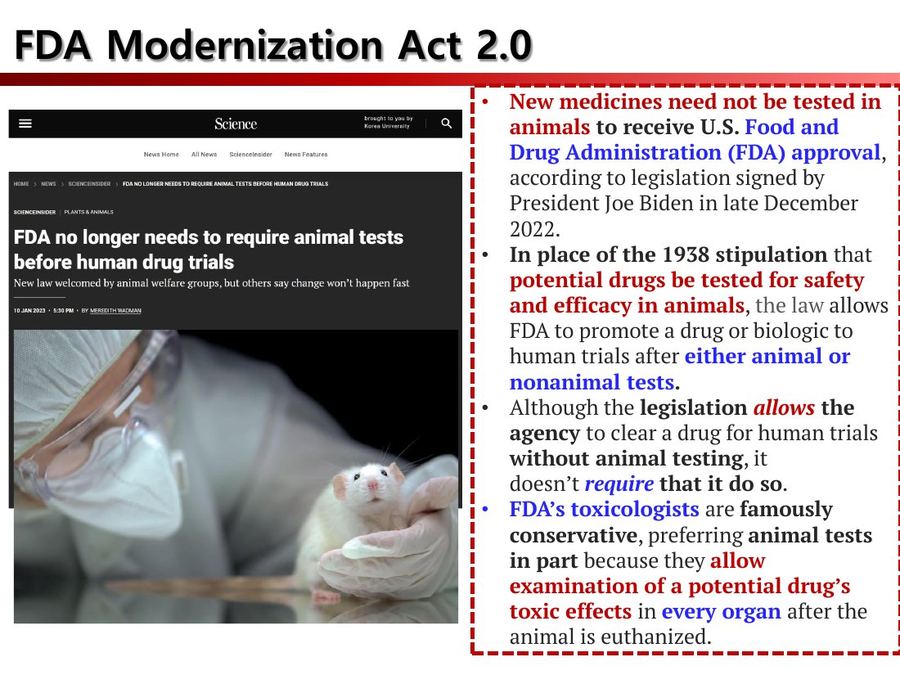 FDA Modernization Act 2.0
Science
brought to you by
Korea University
News Home All News ScienceInsider News Features
HOME > NEWS > SCIENCEINSIDER > FDA NO LONGER NEEDS TO REQUIRE ANIMAL TESTS BEFORE HUMAN DRUG TRIALS
SCIENCEINSIDER | PLANTS & ANIMALS
FDA no longer needs to require animal tests
before human drug trials
New law welcomed by animal welfare groups, but others say change won't happen fast
10 JAN 2023 • 5:30 PM • BY MEREDITH WADMAN
• New medicines need not be tested in
animals to receive U.S. Food and
Drug Administration (FDA) approval,
according to legislation signed by
President Joe Biden in late December
2022.
• In place of the 1938 stipulation that
potential drugs be tested for safety
and efficacy in animals, the law allows
FDA to promote a drug or biologic to
human trials after either animal or
nonanimal tests.
• Although the legislation allows the
agency to clear a drug for human trials
without animal testing, it
doesn't require that it do so.
• FDA's toxicologists are famously
conservative, preferring animal tests
in part because they allow
examination of a potential drug's
toxic effects in every organ after the
animal is euthanized.